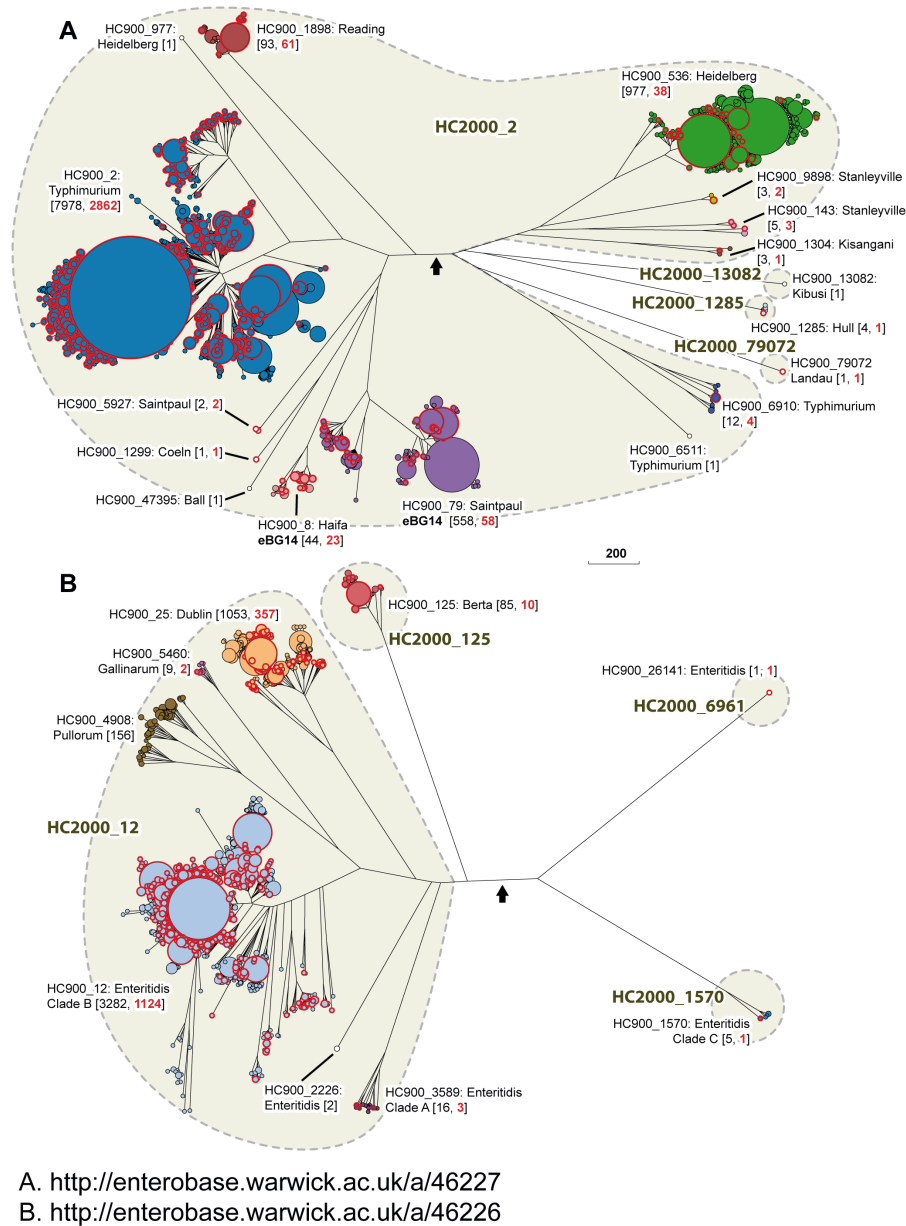 A
HC900_977:
Heidelberg [1]
HC900_1898: Reading
[93, 61]
HC900_536: Heidelberg
[977, 38]
HC2000_2
HC900_2:
Typhimurium
[7978, 2862]
HC900_9898: Stanleyville
[3, 2]
HC900_143: Stanleyville
[5, 3]
HC900_1304: Kisangani
[3, 1]
HC2000_13082
HC900_13082:
Kibusi [1]
HC2000_1285
HC900_1285: Hull [4, 1]
HC2000_79072
HC900_79072
Landau [1, 1]
HC900_5927: Saintpaul [2, 2]
HC900_6910: Typhimurium
[12, 4]
HC900_1299: Coeln [1, 1]
HC900_6511:
Typhimurium [1]
HC900_47395: Ball [1]
HC900_79: Saintpaul
eBG14 [558, 58]
HC900_8: Haifa
eBG14 [44, 23]
200
B
HC900_125: Berta [85, 10]
HC900_25: Dublin [1053, 357]
HC2000_125
HC900_5460:
Gallinarum [9, 2]
HC900_26141: Enteritidis [1, 1]
HC2000_6961
HC900_4908:
Pullorum [156]
HC2000_12
HC900_12: Enteritidis
Clade B [3282, 1124]
HC2000_1570
HC900_1570: Enteritidis
Clade C [5, 1]
HC900_2226:
Enteritidis [2]
HC900_3589: Enteritidis
Clade A [16, 3]
A. http://enterobase.warwick.ac.uk/a/46227
B. http://enterobase.warwick.ac.uk/a/46226